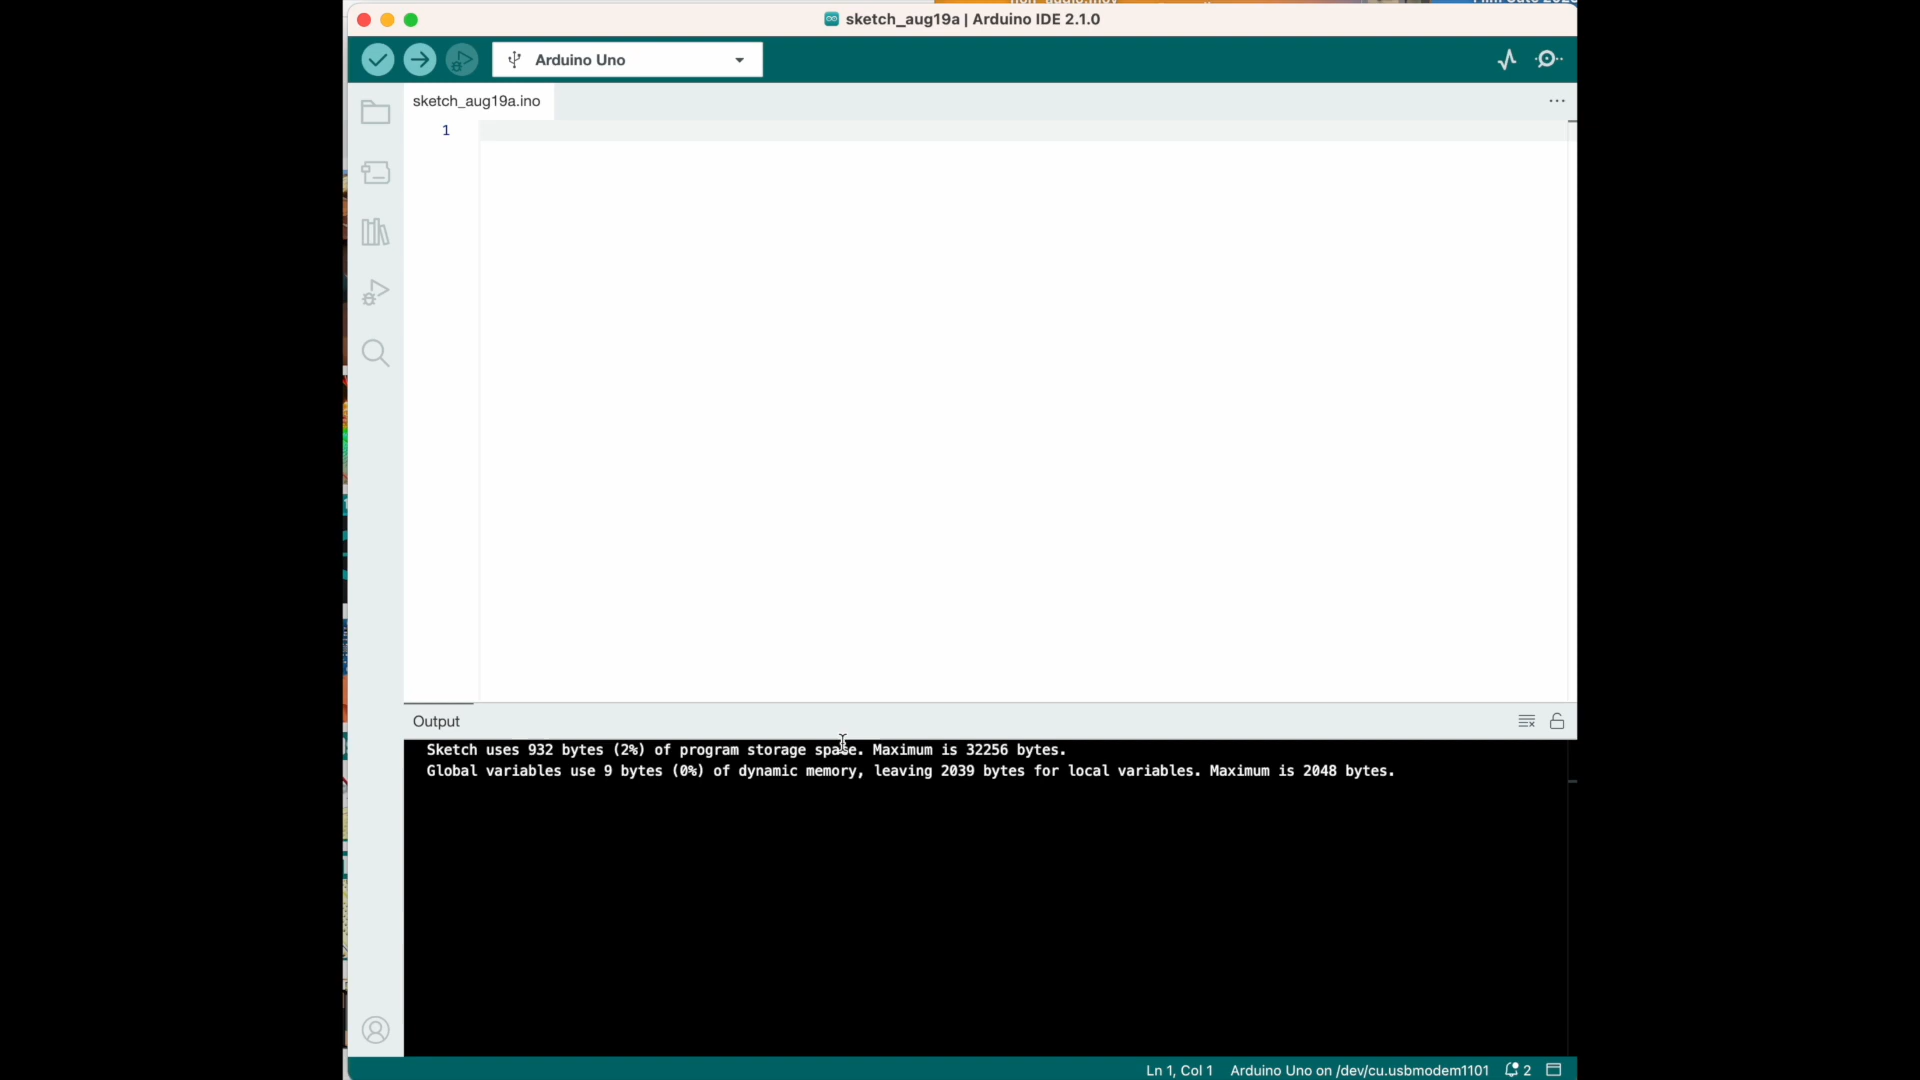 sketch_aug19a | Arduino IDE 2.1.0
Arduino Uno
sketch_aug19a.ino
1
Output
Sketch uses 932 bytes (2%) of program storage space. Maximum is 32256 bytes.
Global variables use 9 bytes (0%) of dynamic memory, leaving 2039 bytes for local variables. Maximum is 2048 bytes.
Ln 1, Col 1 Arduino Uno on /dev/cu.usbmodem1101 2